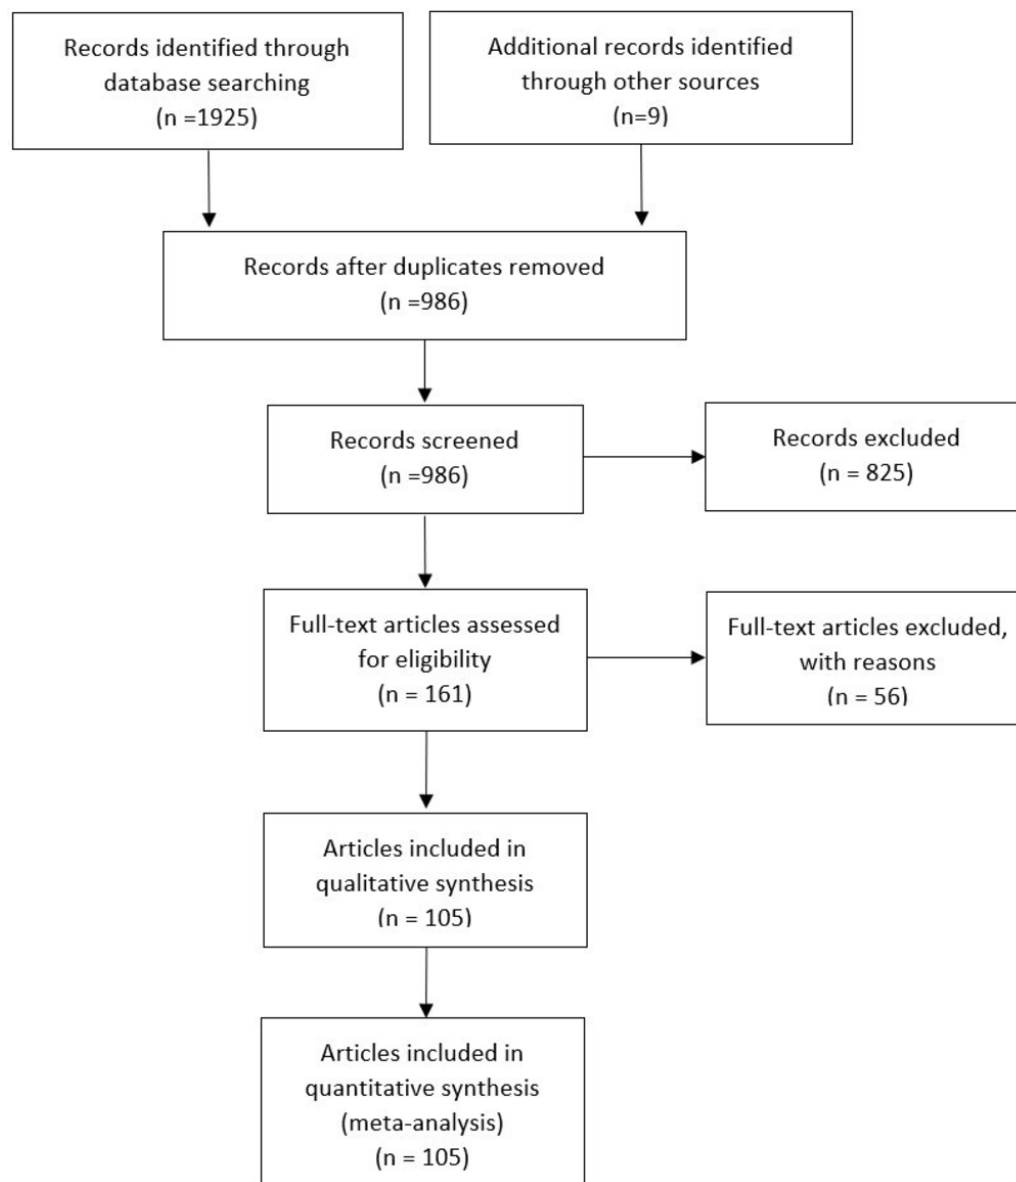 Records identified through
database searching
(n =1925)
Additional records identified
through other sources
(n=9)
Records after duplicates removed
(n =986)
Records screened
(n =986)
Records excluded
(n = 825)
Full-text articles assessed
for eligibility
(n = 161)
Full-text articles excluded,
with reasons
(n = 56)
Articles included in
qualitative synthesis
(n = 105)
Articles included in
quantitative synthesis
(meta-analysis)
(n = 105)